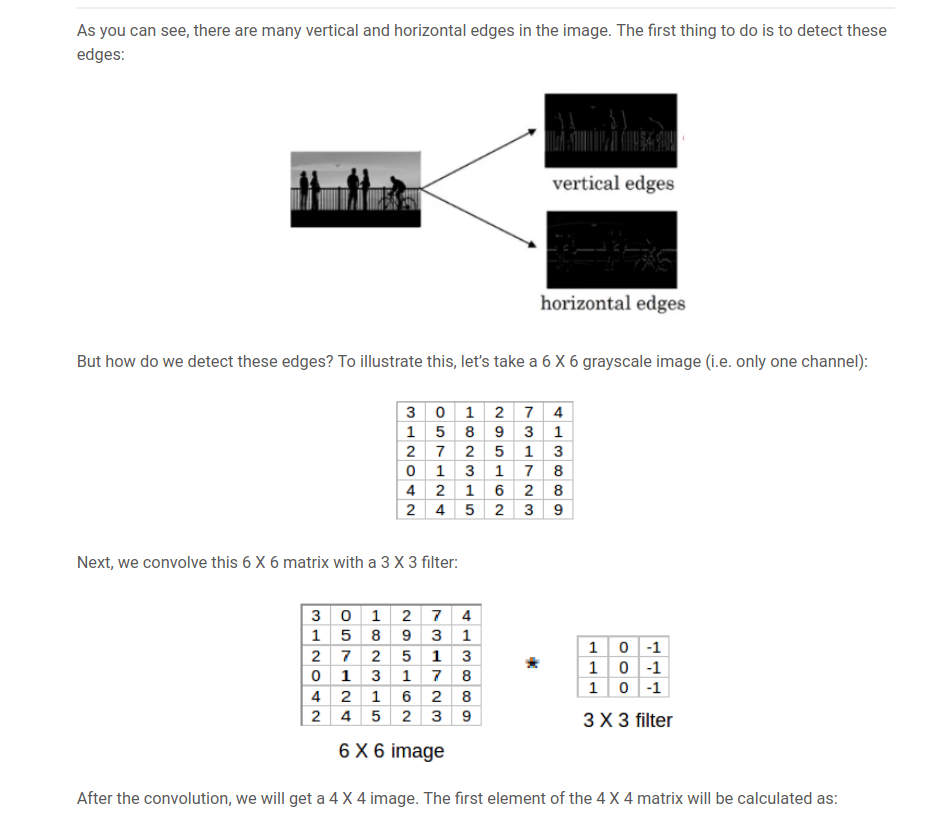 As you can see, there are many vertical and horizontal edges in the image. The first thing to do is to detect these
edges:
vertical edges
horizontal edges
But how do we detect these edges? To illustrate this, let’s take a 6 X 6 grayscale image (i.e. only one channel):
3 0 1 2 7 4
1 5 8 9 3 1
2 7 2 5 1 3
0 1 3 1 7 8
4 2 1 6 2 8
2 4 5 2 3 9
Next, we convolve this 6 X 6 matrix with a 3 X 3 filter:
3 0 1 2 7 4
1 5 8 9 3 1
2 7 2 5 1 3
0 1 3 1 7 8
4 2 1 6 2 8
2 4 5 2 3 9
6 X 6 image
*
1 0 -1
1 0 -1
1 0 -1
3 X 3 filter
After the convolution, we will get a 4 X 4 image. The first element of the 4 X 4 matrix will be calculated as: